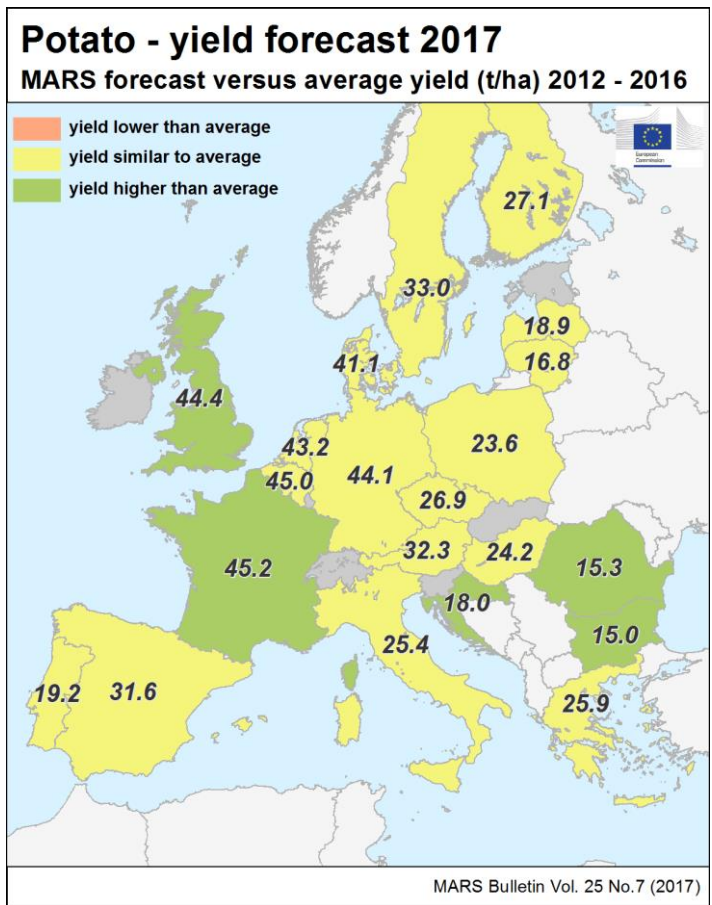 Potato - yield forecast 2017
MARS forecast versus average yield (t/ha) 2012 - 2016
yield lower than average
yield similar to average
yield higher than average
European
Commission
27.1
33.0
18.9
16.8
41.1
44.4
43.2
23.6
45.0
44.1
26.9
32.3
24.2
45.2
15.3
18.0
15.0
25.4
19.2
31.6
25.9
MARS Bulletin Vol. 25 No.7 (2017)